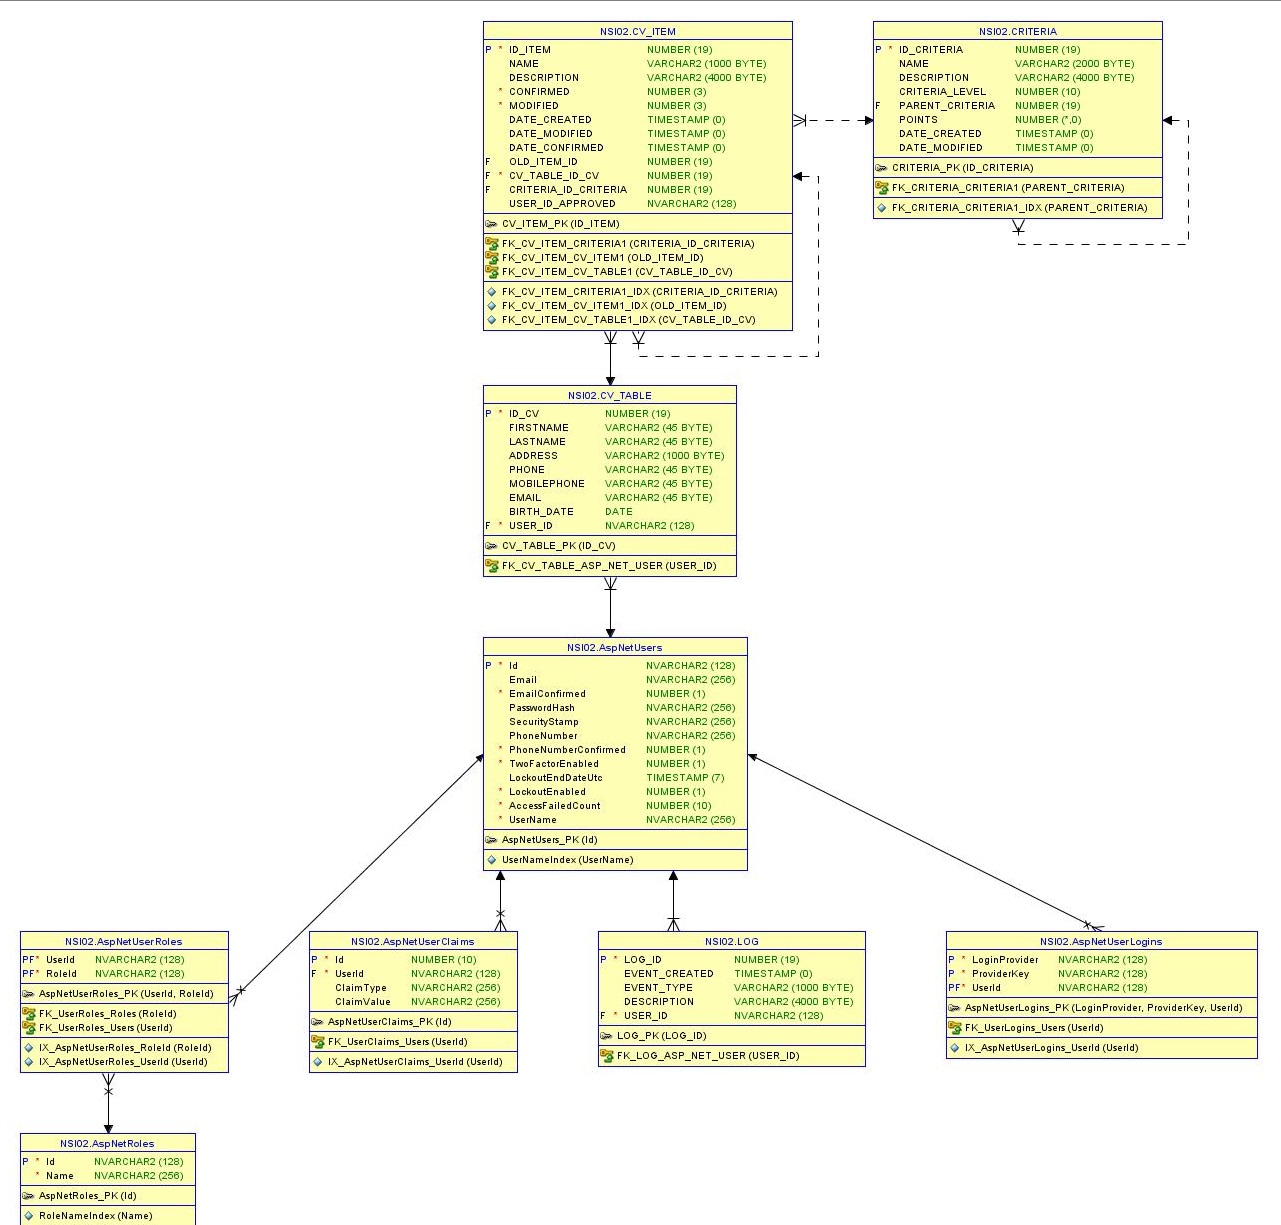 NSI02.CV_ITEM
P * ID_ITEM NUMBER (19)
NAME VARCHAR2 (1000 BYTE)
DESCRIPTION VARCHAR2 (4000 BYTE)
* CONFIRMED NUMBER (3)
* MODIFIED NUMBER (3)
DATE_CREATED TIMESTAMP (0)
DATE_MODIFIED TIMESTAMP (0)
DATE_CONFIRMED TIMESTAMP (0)
F OLD_ITEM_ID NUMBER (19)
F * CV_TABLE_ID_CV NUMBER (19)
F CRITERIA_ID_CRITERIA NUMBER (19)
USER_ID_APPROVED NVARCHAR2 (128)
CV_ITEM_PK (ID_ITEM)
FK_CV_ITEM_CRITERIA1 (CRITERIA_ID_CRITERIA)
FK_CV_ITEM_CV_ITEM1 (OLD_ITEM_ID)
FK_CV_ITEM_CV_TABLE1 (CV_TABLE_ID_CV)
FK_CV_ITEM_CRITERIA1_IDX (CRITERIA_ID_CRITERIA)
FK_CV_ITEM_CV_ITEM1_IDX (OLD_ITEM_ID)
FK_CV_ITEM_CV_TABLE1_IDX (CV_TABLE_ID_CV)
NSI02.CRITERIA
P * ID_CRITERIA NUMBER (19)
NAME VARCHAR2 (2000 BYTE)
DESCRIPTION VARCHAR2 (4000 BYTE)
CRITERIA_LEVEL NUMBER (10)
F PARENT_CRITERIA NUMBER (19)
POINTS NUMBER (*,0)
DATE_CREATED TIMESTAMP (0)
DATE_MODIFIED TIMESTAMP (0)
CRITERIA_PK (ID_CRITERIA)
FK_CRITERIA_CRITERIA1 (PARENT_CRITERIA)
FK_CRITERIA_CRITERIA1_IDX (PARENT_CRITERIA)
NSI02.CV_TABLE
P * ID_CV NUMBER (19)
FIRSTNAME VARCHAR2 (45 BYTE)
LASTNAME VARCHAR2 (45 BYTE)
ADDRESS VARCHAR2 (1000 BYTE)
PHONE VARCHAR2 (45 BYTE)
MOBILEPHONE VARCHAR2 (45 BYTE)
EMAIL VARCHAR2 (45 BYTE)
BIRTH_DATE DATE
F * USER_ID NVARCHAR2 (128)
CV_TABLE_PK (ID_CV)
FK_CV_TABLE_ASP_NET_USER (USER_ID)
NSI02.AspNetUsers
P * Id NVARCHAR2 (128)
Email NVARCHAR2 (256)
* EmailConfirmed NUMBER (1)
PasswordHash NVARCHAR2 (256)
SecurityStamp NVARCHAR2 (256)
PhoneNumber NVARCHAR2 (256)
* PhoneNumberConfirmed NUMBER (1)
* TwoFactorEnabled NUMBER (1)
LockoutEndDateUtc TIMESTAMP (7)
* LockoutEnabled NUMBER (1)
* AccessFailedCount NUMBER (10)
* UserName NVARCHAR2 (256)
AspNetUsers_PK (Id)
UserNameIndex (UserName)
NSI02.AspNetUserRoles
PF* UserId NVARCHAR2 (128)
PF* RoleId NVARCHAR2 (128)
AspNetUserRoles_PK (UserId, RoleId)
FK_UserRoles_Roles (RoleId)
FK_UserRoles_Users (UserId)
IX_AspNetUserRoles_RoleId (RoleId)
IX_AspNetUserRoles_UserId (UserId)
NSI02.AspNetUserClaims
P * Id NUMBER (10)
F * UserId NVARCHAR2 (128)
ClaimType NVARCHAR2 (256)
ClaimValue NVARCHAR2 (256)
AspNetUserClaims_PK (Id)
FK_UserClaims_Users (UserId)
IX_AspNetUserClaims_UserId (UserId)
NSI02.LOG
P * LOG_ID NUMBER (19)
EVENT_CREATED TIMESTAMP (0)
EVENT_TYPE VARCHAR2 (1000 BYTE)
DESCRIPTION VARCHAR2 (4000 BYTE)
F * USER_ID NVARCHAR2 (128)
LOG_PK (LOG_ID)
FK_LOG_ASP_NET_USER (USER_ID)
NSI02.AspNetUserLogins
P * LoginProvider NVARCHAR2 (128)
P * ProviderKey NVARCHAR2 (128)
PF* UserId NVARCHAR2 (128)
AspNetUserLogins_PK (LoginProvider, ProviderKey, UserId)
FK_UserLogins_Users (UserId)
IX_AspNetUserLogins_UserId (UserId)
NSI02.AspNetRoles
P * Id NVARCHAR2 (128)
* Name NVARCHAR2 (256)
AspNetRoles_PK (Id)
RoleNameIndex (Name)